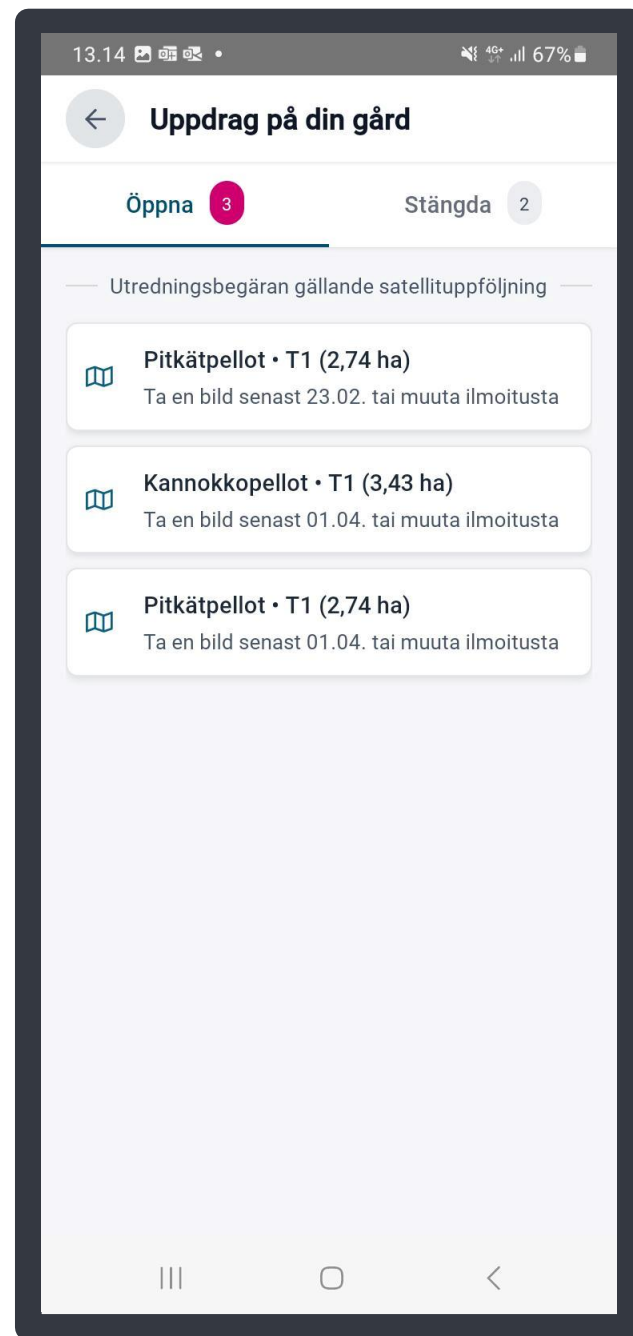 13.14 4G+ 67%
Uppdrag på din gård
Öppna 3 Stängda 2
Utredningsbegäran gällande satellituppföljning
Pitkätpellot • T1 (2,74 ha)
Ta en bild senast 23.02. tai muuta ilmoitusta
Kannokkopellot • T1 (3,43 ha)
Ta en bild senast 01.04. tai muuta ilmoitusta
Pitkätpellot • T1 (2,74 ha)
Ta en bild senast 01.04. tai muuta ilmoitusta